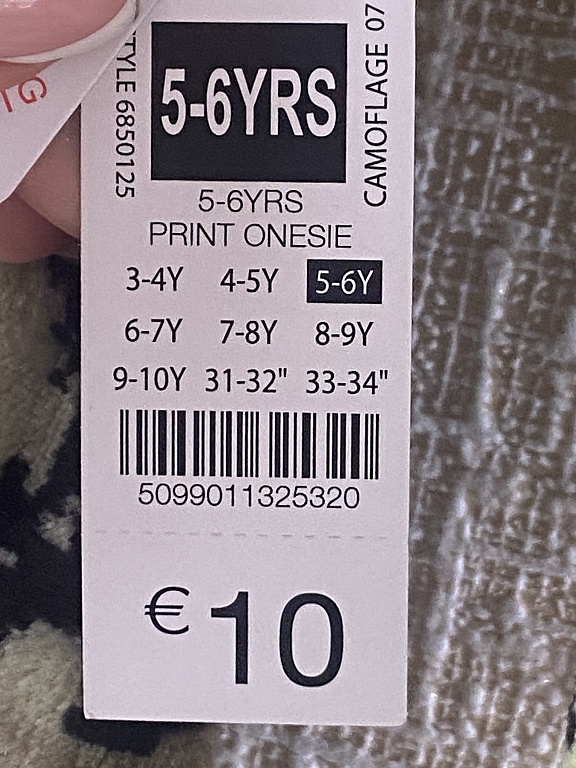 5-6YRS
TYLE 6850125
CAMOFLAGE 07
5-6YRS
PRINT ONESIE
3-4Y 4-5Y 5-6Y
6-7Y 7-8Y 8-9Y
9-10Y 31-32" 33-34"
5099011325320
€10